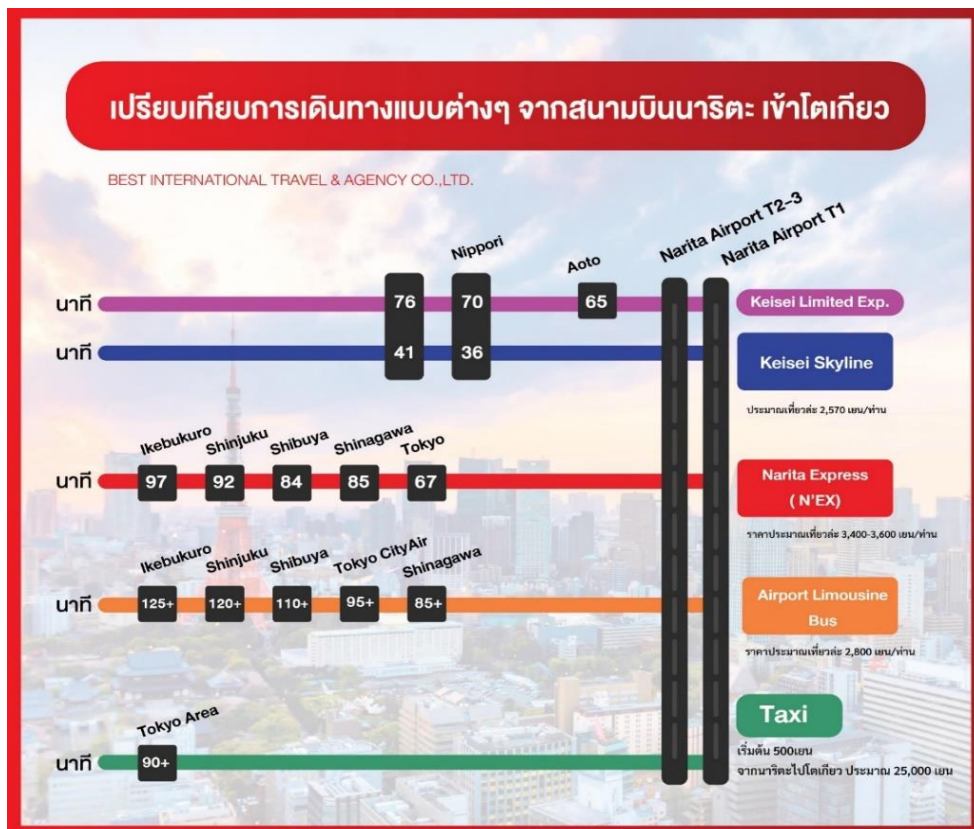 เปรียบเทียบการเดินทางแบบต่างๆ จากสนามบินนาริตะ เข้าโตเกียว
BEST INTERNATIONAL TRAVEL & AGENCY CO.,LTD.
Nippori
Aoto
Narita Airport T2-3
Narita Airport T1
นาที 76 70 65 Keisei Limited Exp.
นาที 41 36 Keisei Skyline
ประมาณเที่ยวล่ะ 2,570 เยน/ท่าน
Ikebukuro Shinjuku Shibuya Shinagawa Tokyo
นาที 97 92 84 85 67 Narita Express
( N'EX)
ราคาประมาณเที่ยวล่ะ 3,400-3,600 เยน/ท่าน
Ikebukuro Shinjuku Shibuya Tokyo CityAir Shinagawa
นาที 125+ 120+ 110+ 95+ 85+ Airport Limousine
Bus
ราคาประมาณเที่ยวล่ะ 2,800 เยน/ท่าน
Tokyo Area
Taxi
นาที 90+
เริ่มต้น 500เยน
จากนาริตะไปโตเกียว ประมาณ 25,000 เยน